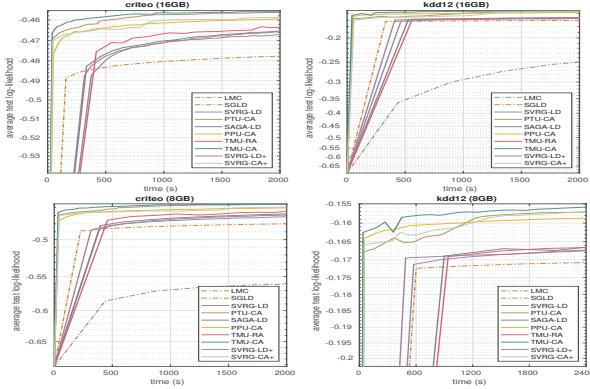 criteo (16GB)
average test log-likelihood
-0.46
-0.47
-0.48
-0.49
-0.5
-0.51
-0.52
-0.53
0
500
1000
1500
2000
time (s)
LMC
SGLD
SVRG-LD
PTU-CA
SAGA-LD
PPU-CA
TMU-RA
TMU-CA
SVRG-LD+
SVRG-CA+
kdd12 (16GB)
average test log-likelihood
-0.2
-0.25
-0.3
-0.35
-0.4
-0.45
-0.5
-0.55
-0.6
-0.65
0
500
1000
1500
2000
time (s)
LMC
SGLD
SVRG-LD
PTU-CA
SAGA-LD
PPU-CA
TMU-RA
TMU-CA
SVRG-LD+
SVRG-CA+
criteo (8GB)
average test log-likelihood
-0.5
-0.55
-0.6
-0.65
0
500
1000
1500
2000
time (s)
LMC
SGLD
SVRG-LD
PTU-CA
SAGA-LD
PPU-CA
TMU-RA
TMU-CA
SVRG-LD+
SVRG-CA+
kdd12 (8GB)
average test log-likelihood
-0.155
-0.16
-0.165
-0.17
-0.175
-0.18
-0.185
-0.19
-0.195
-0.2
0
600
1200
1800
2400
time (s)
LMC
SGLD
SVRG-LD
PTU-CA
SAGA-LD
PPU-CA
TMU-RA
TMU-CA
SVRG-LD+
SVRG-CA+